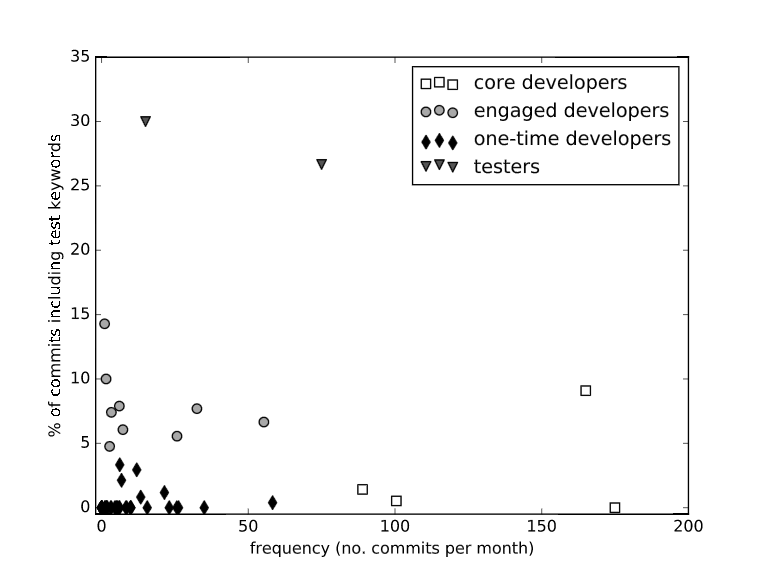 35
30
25
20
15
10
5
0
0 50 100 150 200
% of commits including test keywords
frequency (no. commits per month)
core developers
engaged developers
one-time developers
testers